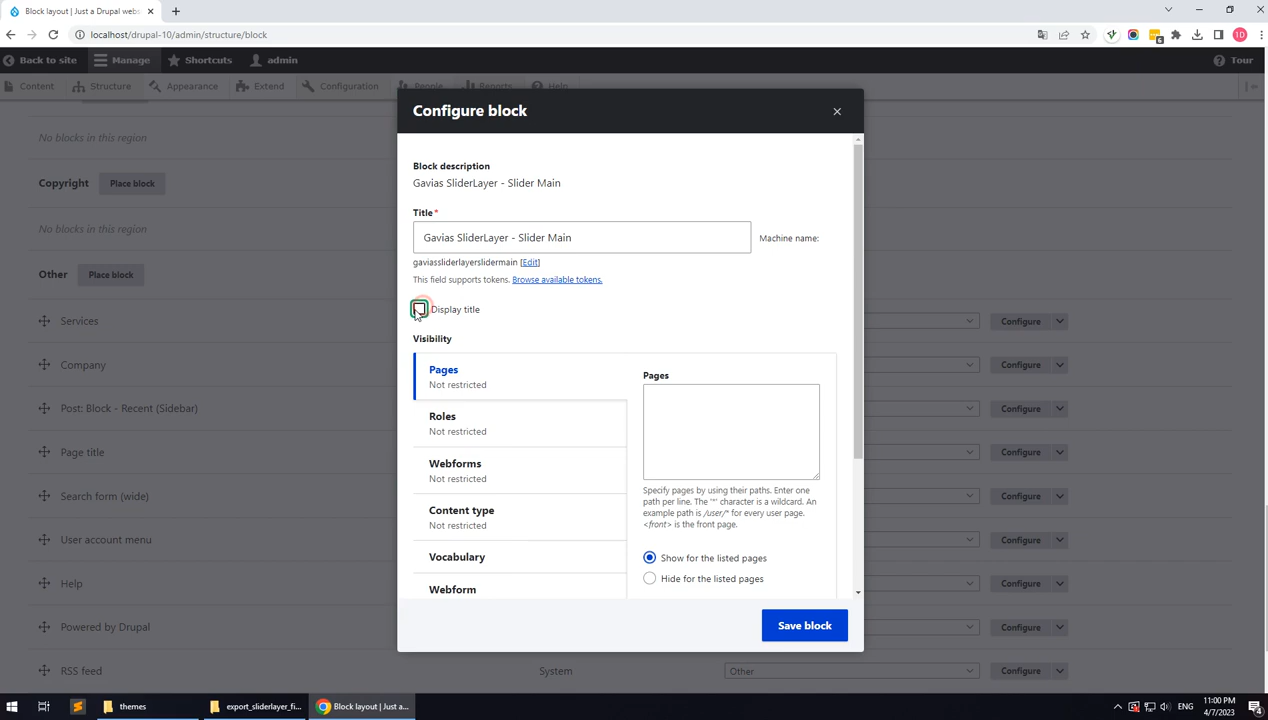 Block layout | Just a Drupal webs
localhost/drupal-10/admin/structure/block
6
1D
Back to site
Manage
Shortcuts
admin
Tour
Content
Structure
Appearance
Extend
Configuration
People
Reports
Help
Configure block
No blocks in this region
Block description
Gavias SliderLayer - Slider Main
Copyright
Place block
Title*
No blocks in this region
Gavias SliderLayer - Slider Main
Machine name:
gaviassliderlayerslidermain [Edit]
Other
Place block
This field supports tokens. Browse available tokens.
Display title
Services
Configure
Visibility
Company
Configure
Pages
Not restricted
Pages
Post: Block - Recent (Sidebar)
Configure
Roles
Not restricted
Page title
Configure
Webforms
Not restricted
Search form (wide)
Configure
Specify pages by using their paths. Enter one
path per line. The '*' character is a wildcard. An
example path is /user/* for every user page.
<front> is the front page.
Content type
Not restricted
User account menu
Configure
Vocabulary
Show for the listed pages
Help
Configure
Hide for the listed pages
Webform
Powered by Drupal
Configure
Save block
RSS feed
System
Other
Configure
themes
export_sliderlayer_fi...
Block layout | Just a...
ENG
11:00 PM
4/7/2023
4